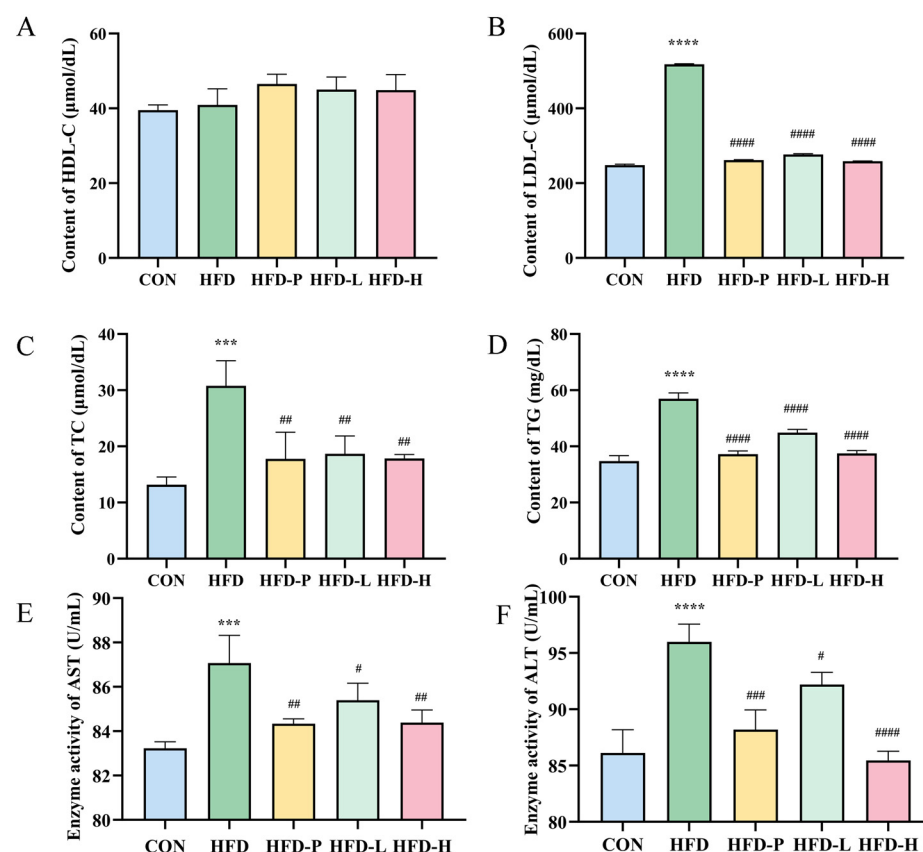 A
Content of HDL-C (μmol/dL)
60
40
20
0
CON HFD HFD-P HFD-L HFD-H
B
Content of LDL-C (μmol/dL)
600
400
200
0
****
####
####
####
CON HFD HFD-P HFD-L HFD-H
C
Content of TC (μmol/dL)
40
30
20
10
0
***
##
##
##
CON HFD HFD-P HFD-L HFD-H
D
Content of TG (mg/dL)
80
60
40
20
0
****
####
####
####
CON HFD HFD-P HFD-L HFD-H
E
Enzyme activity of AST (U/mL)
90
88
86
84
82
80
***
##
#
##
CON HFD HFD-P HFD-L HFD-H
F
Enzyme activity of ALT (U/mL)
100
95
90
85
80
****
###
#
####
CON HFD HFD-P HFD-L HFD-H